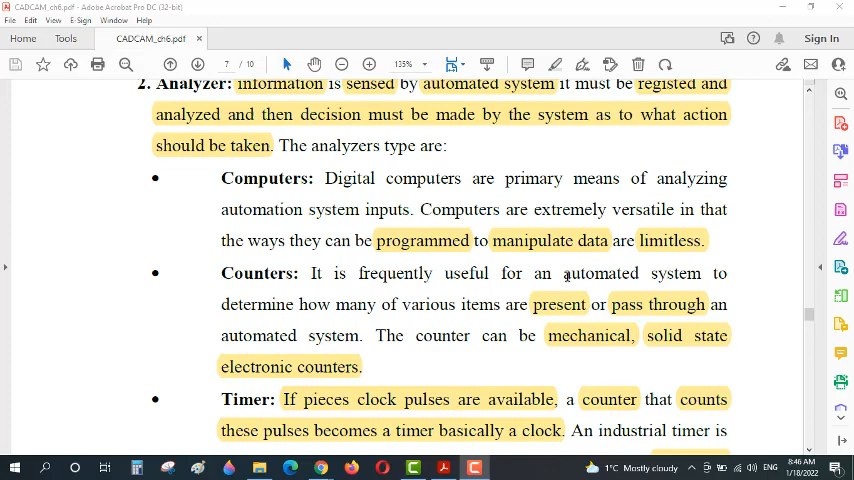 CADCAM_ch6.pdf - Adobe Acrobat Pro DC (32-bit)
File Edit View E-Sign Window Help
Home Tools CADCAM_ch6.pdf × Sign In
7 / 10 135%
2. Analyzer: information is sensed by automated system it must be registed and
analyzed and then decision must be made by the system as to what action
should be taken. The analyzers type are:
• Computers: Digital computers are primary means of analyzing
automation system inputs. Computers are extremely versatile in that
the ways they can be programmed to manipulate data are limitless.
• Counters: It is frequently useful for an automated system to
determine how many of various items are present or pass through an
automated system. The counter can be mechanical, solid state
electronic counters.
• Timer: If pieces clock pulses are available, a counter that counts
these pulses becomes a timer basically a clock. An industrial timer is
1°C Mostly cloudy ENG 8:46 AM
1/18/2022